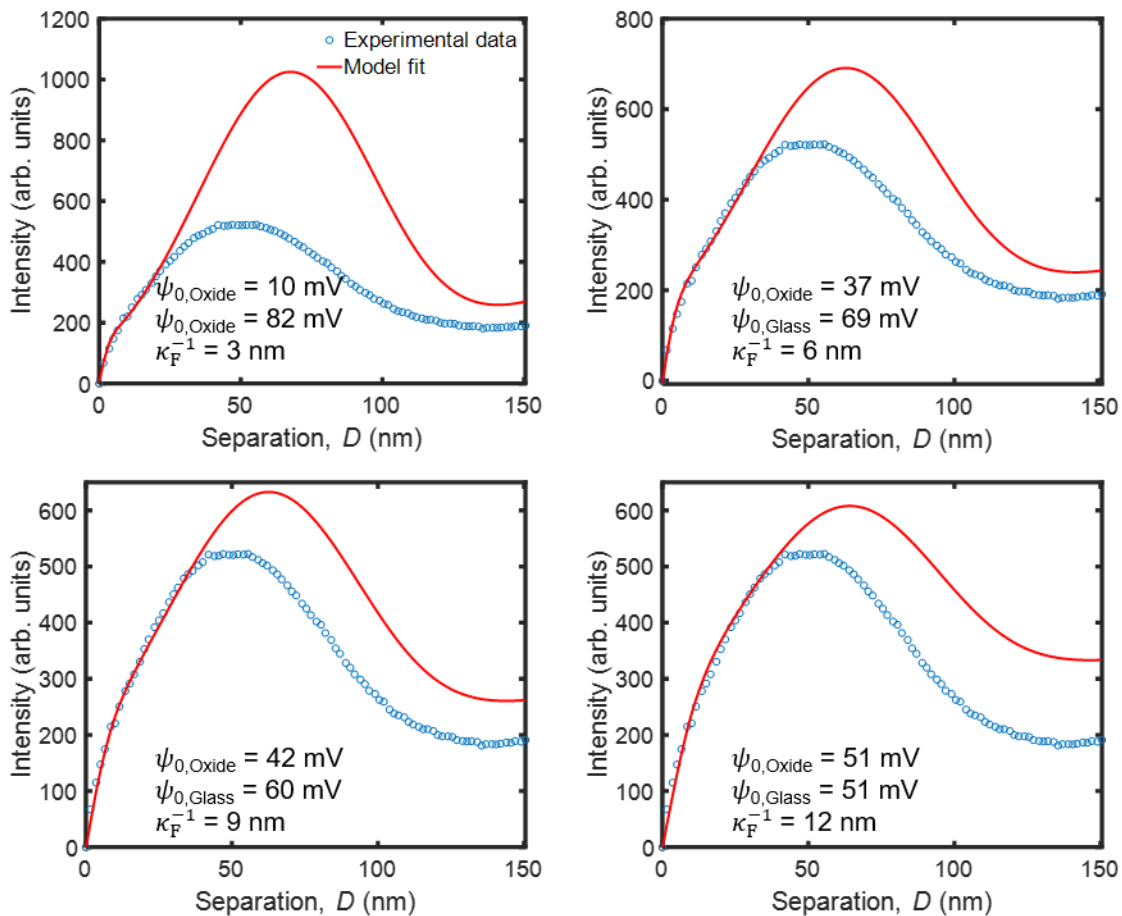 1200
1000
800
600
400
200
0
Intensity (arb. units)
Experimental data
Model fit
ψ0,Oxide = 10 mV
ψ0,Oxide = 82 mV
κF−1 = 3 nm
0 50 100 150
Separation, D (nm)
800
600
400
200
0
Intensity (arb. units)
ψ0,Oxide = 37 mV
ψ0,Glass = 69 mV
κF−1 = 6 nm
0 50 100 150
Separation, D (nm)
600
500
400
300
200
100
0
Intensity (arb. units)
ψ0,Oxide = 42 mV
ψ0,Glass = 60 mV
κF−1 = 9 nm
0 50 100 150
Separation, D (nm)
600
500
400
300
200
100
0
Intensity (arb. units)
ψ0,Oxide = 51 mV
ψ0,Glass = 51 mV
κF−1 = 12 nm
0 50 100 150
Separation, D (nm)